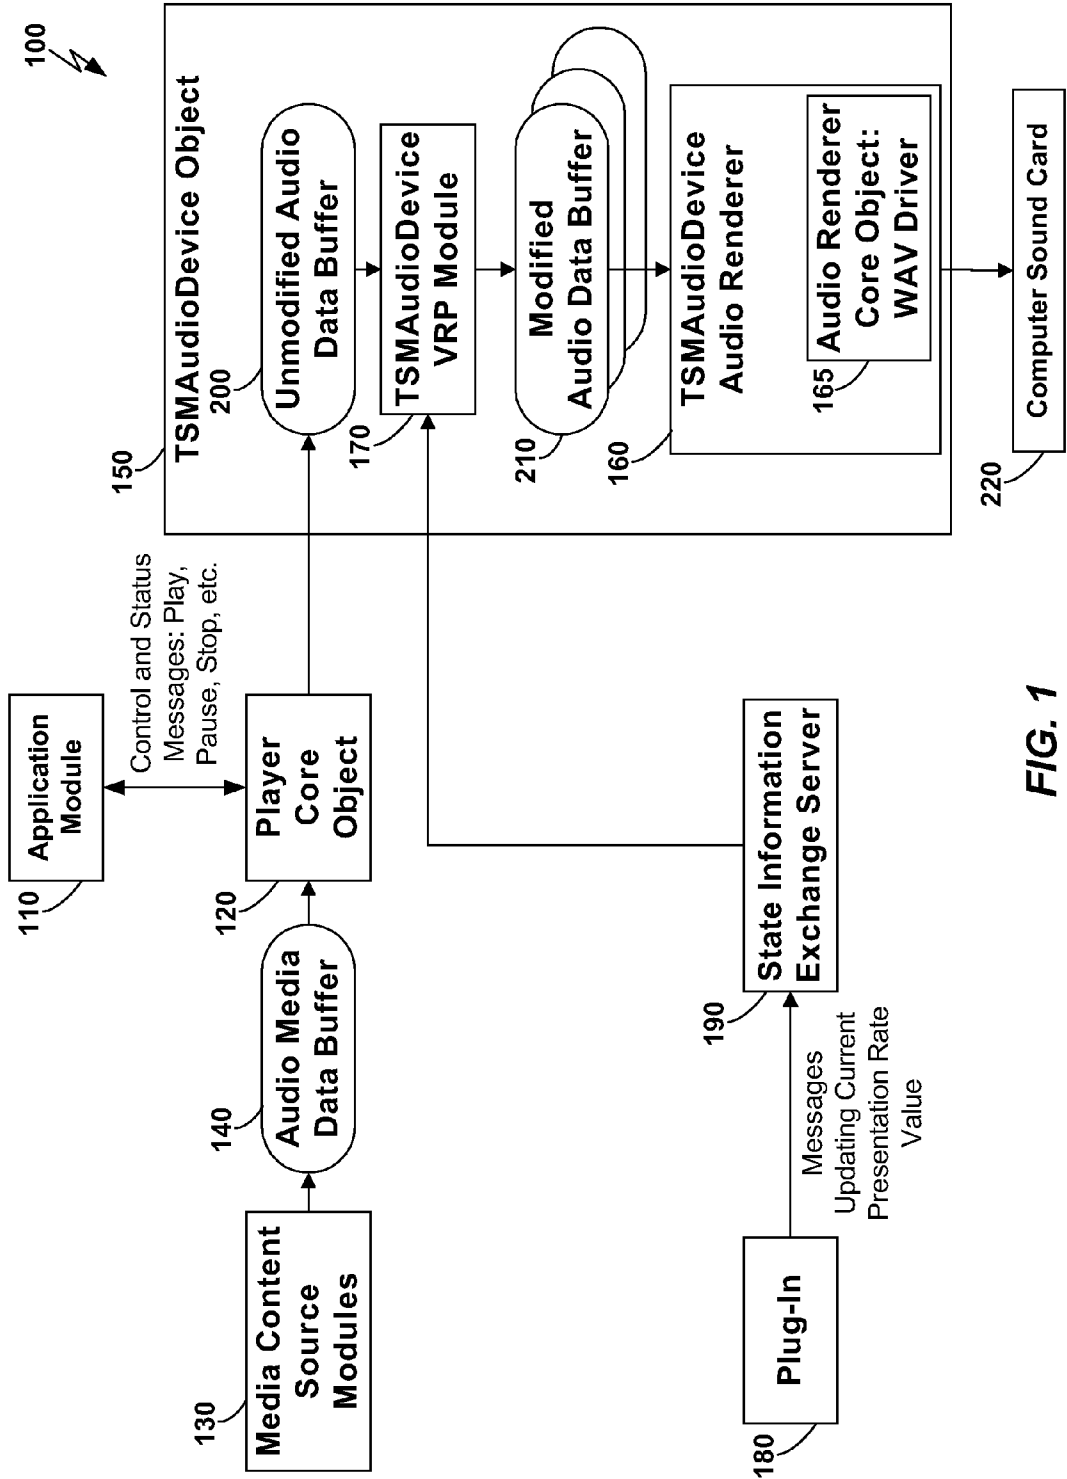 100
110
Application
Module
Control and Status
Messages: Play,
Pause, Stop, etc.
130
Media Content
Source
Modules
140
Audio Media
Data Buffer
120
Player
Core
Object
150
TSMAudioDevice Object
200
Unmodified Audio
Data Buffer
170
TSMAudioDevice
VRP Module
210
Modified
Audio Data Buffer
160
TSMAudioDevice
Audio Renderer
165
Audio Renderer
Core Object:
WAV Driver
220
Computer Sound Card
180
Plug-In
Messages
Updating Current
Presentation Rate
Value
190
State Information
Exchange Server
FIG. 1